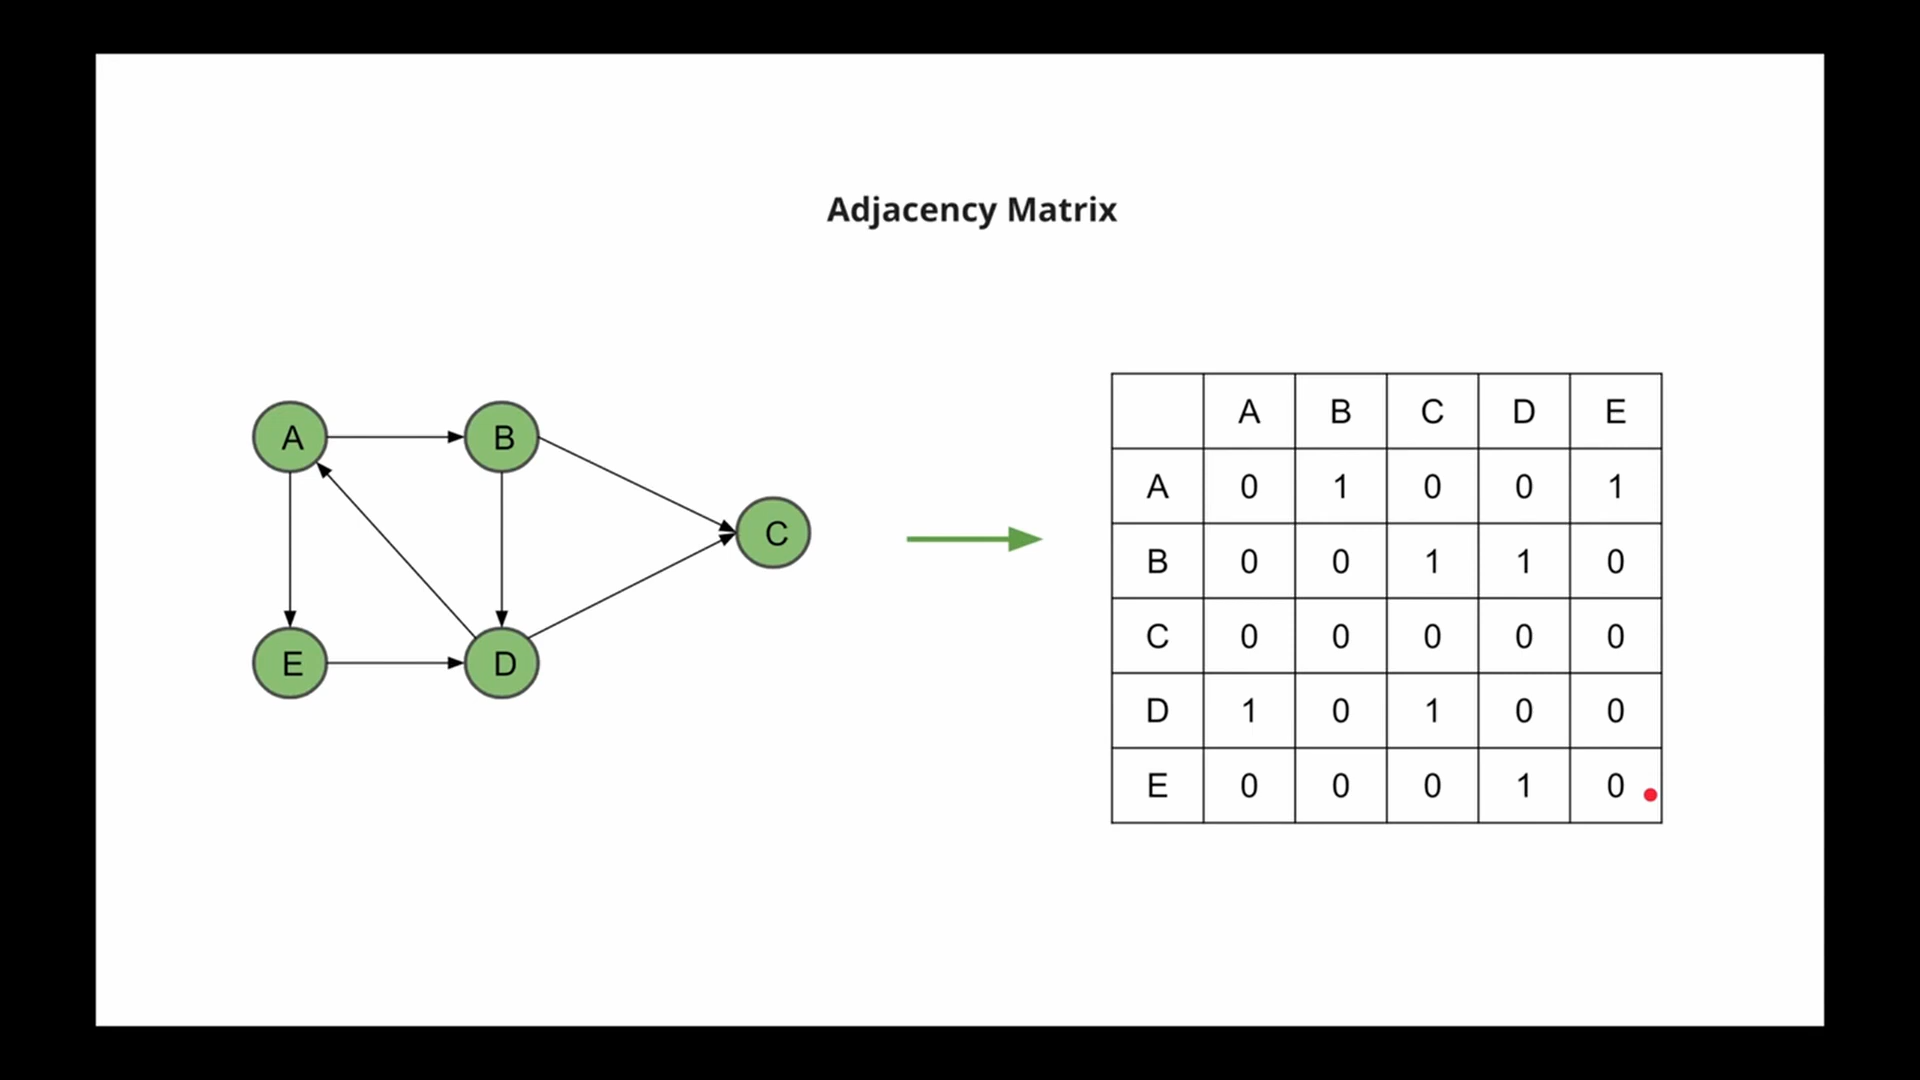 Adjacency Matrix
A B
C
E D
A B C D E
A 0 1 0 0 1
B 0 0 1 1 0
C 0 0 0 0 0
D 1 0 1 0 0
E 0 0 0 1 0